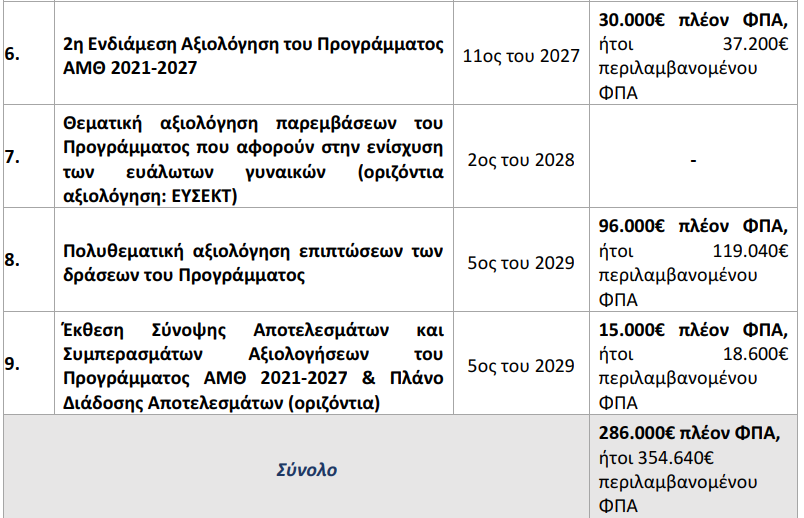 6.
2η Ενδιάμεση Αξιολόγηση του Προγράμματος
ΑΜΘ 2021-2027
11ος του 2027
30.000€ πλέον ΦΠΑ,
ήτοι 37.200€
περιλαμβανομένου
ΦΠΑ
7.
Θεματική αξιολόγηση παρεμβάσεων του
Προγράμματος που αφορούν στην ενίσχυση
των ευάλωτων γυναικών (οριζόντια
αξιολόγηση: ΕΥΣΕΚΤ)
2ος του 2028
-
8.
Πολυθεματική αξιολόγηση επιπτώσεων των
δράσεων του Προγράμματος
5ος του 2029
96.000€ πλέον ΦΠΑ,
ήτοι 119.040€
περιλαμβανομένου
ΦΠΑ
9.
Έκθεση Σύνοψης Αποτελεσμάτων και
Συμπερασμάτων Αξιολογήσεων του
Προγράμματος ΑΜΘ 2021-2027 & Πλάνο
Διάδοσης Αποτελεσμάτων (οριζόντια)
5ος του 2029
15.000€ πλέον ΦΠΑ,
ήτοι 18.600€
περιλαμβανομένου
ΦΠΑ
Σύνολο
286.000€ πλέον ΦΠΑ,
ήτοι 354.640€
περιλαμβανομένου
ΦΠΑ